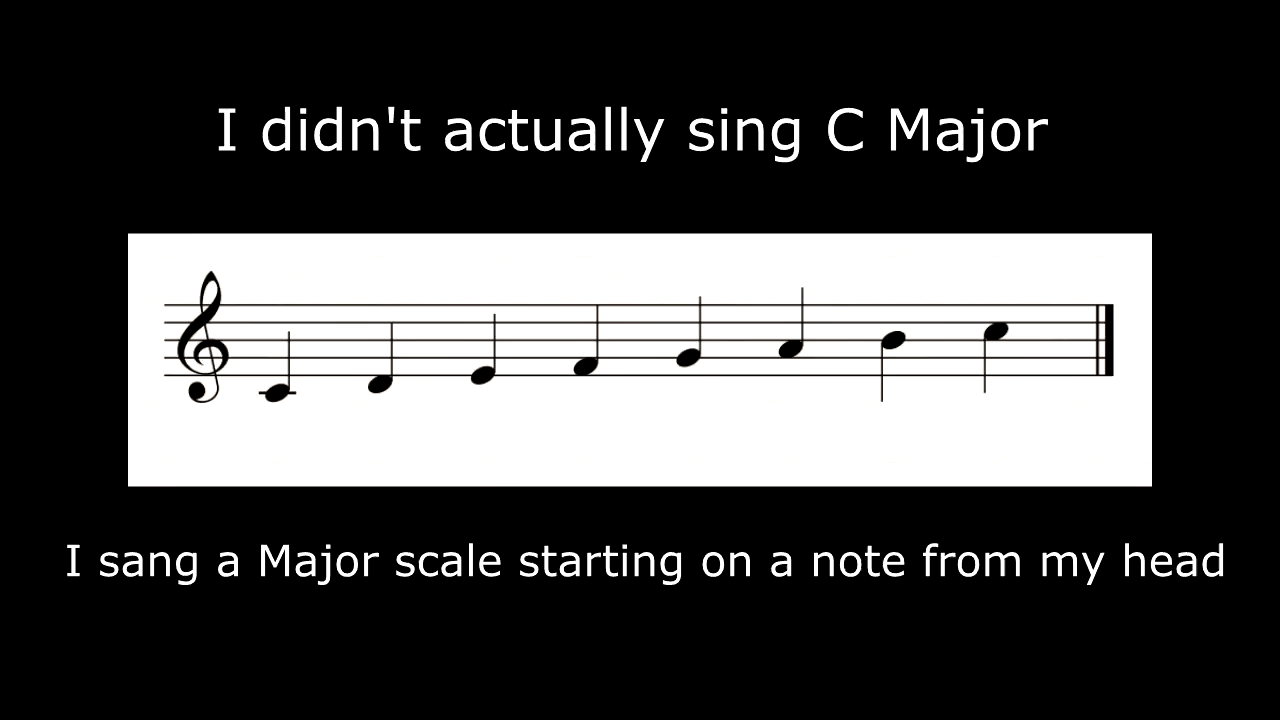 I didn't actually sing C Major
I sang a Major scale starting on a note from my head